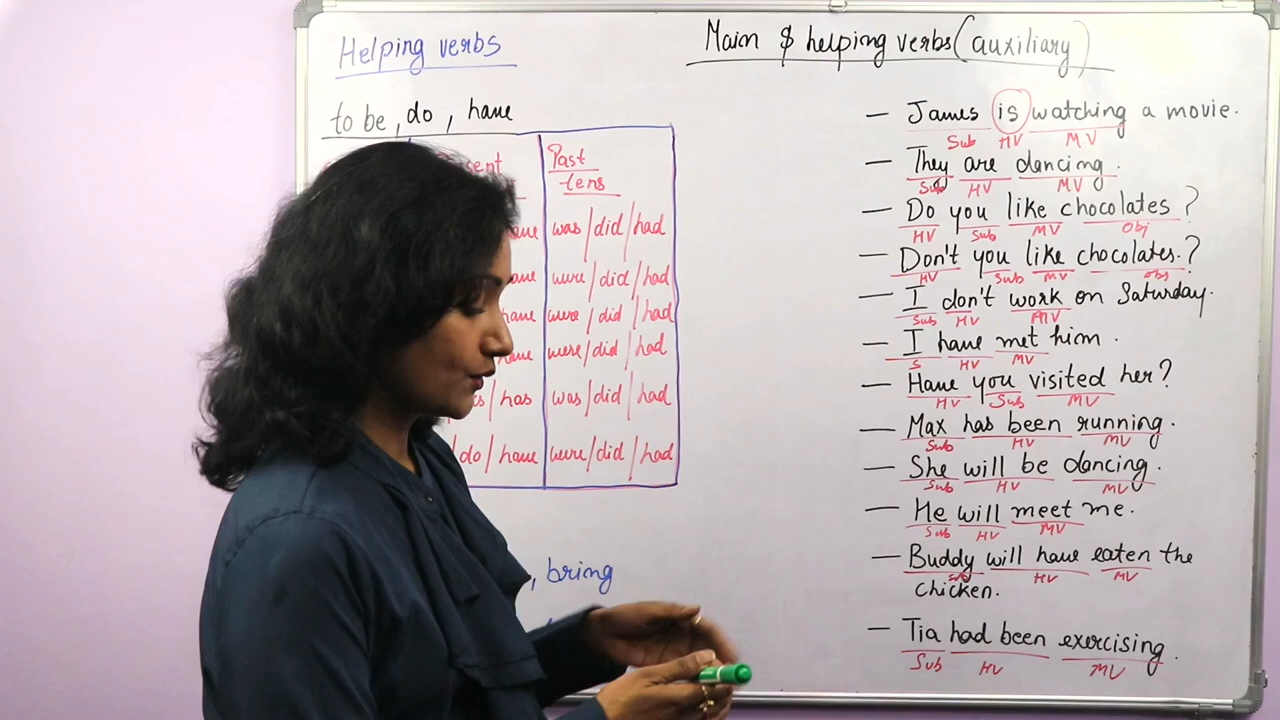 Helping verbs
to be, do, have
Past
tens
was/did/had
were/did/had
have were/did/had
were/did/had
/has was/did/had
do/have were/did/had
, bring
Main $ helping verbs (auxiliary)
— James is watching a movie.
Sub HV MV
— They are dancing.
Sub HV MV
— Do you like chocolates?
HV Sub MV Obj
— Don't you like chocolates.?
HV Sub MV Obj
— I don't work on Saturday.
Sub HV MV
— I have met him.
S HV MV
— Have you visited her?
HV Sub MV
— Max has been running.
Sub HV MV
— She will be dancing.
Sub HV MV
— He will meet me.
Sub HV MV
— Buddy will have eaten the
Sub HV MV
chicken.
— Tia had been exercising.
Sub HV MV